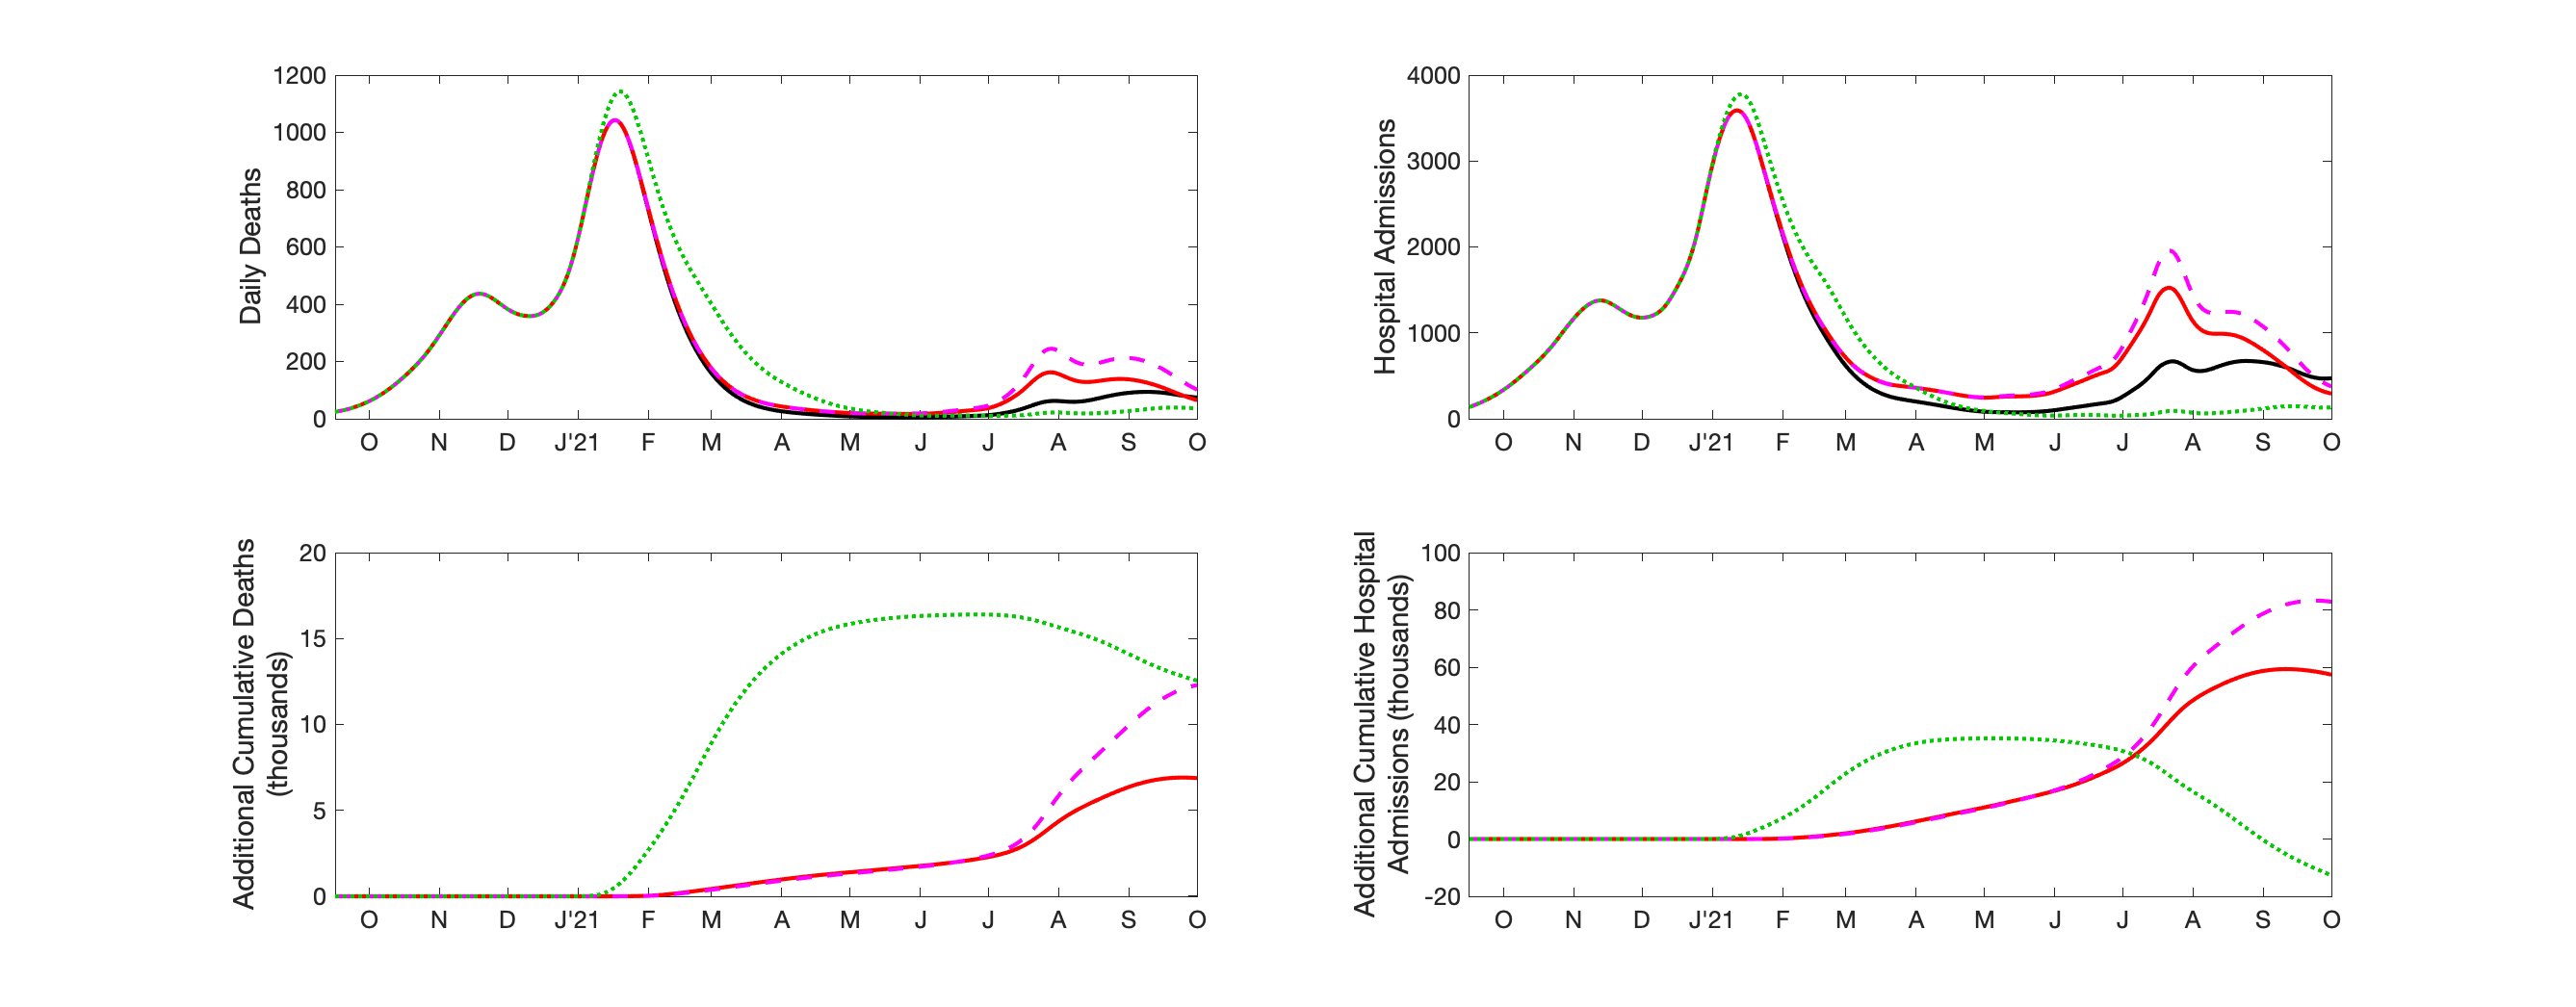 Daily Deaths
1200
1000
800
600
400
200
0
O N D J'21 F M A M J J A S O
Hospital Admissions
4000
3000
2000
1000
0
O N D J'21 F M A M J J A S O
Additional Cumulative Deaths
(thousands)
20
15
10
5
0
O N D J'21 F M A M J J A S O
Additional Cumulative Hospital
Admissions (thousands)
100
80
60
40
20
0
-20
O N D J'21 F M A M J J A S O